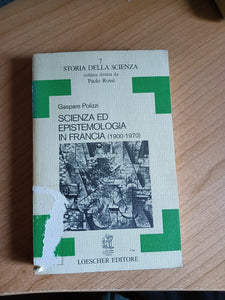 7
STORIA DELLA SCIENZA
collana diretta da
Paolo Rossi
Gaspare Polizzi
SCIENZA ED
EPISTEMOLOGIA
IN FRANCIA (1900-1970)
LOESCHER EDITORE